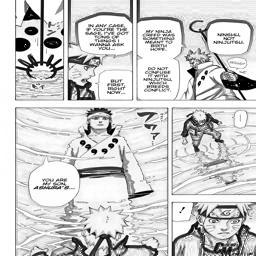 NINSHU,
NOT
NINJUTSU.
MY NINJA
CREED WAS
SOMETHING
MEANT TO
BIRTH
HOPE.
DO NOT
CONFUSE IT
WITH
NINJUTSU,
WHICH
BREEDS
CONFLICT.
IN ANY CASE,
IF YOU'RE THE
SAGE, I'VE GOT
TONS OF
THINGS I
WANNA ASK
YOU...
BUT
FIRST,
RIGHT
NOW...
!
YOU ARE
MY SON,
ASHURA'S...
!